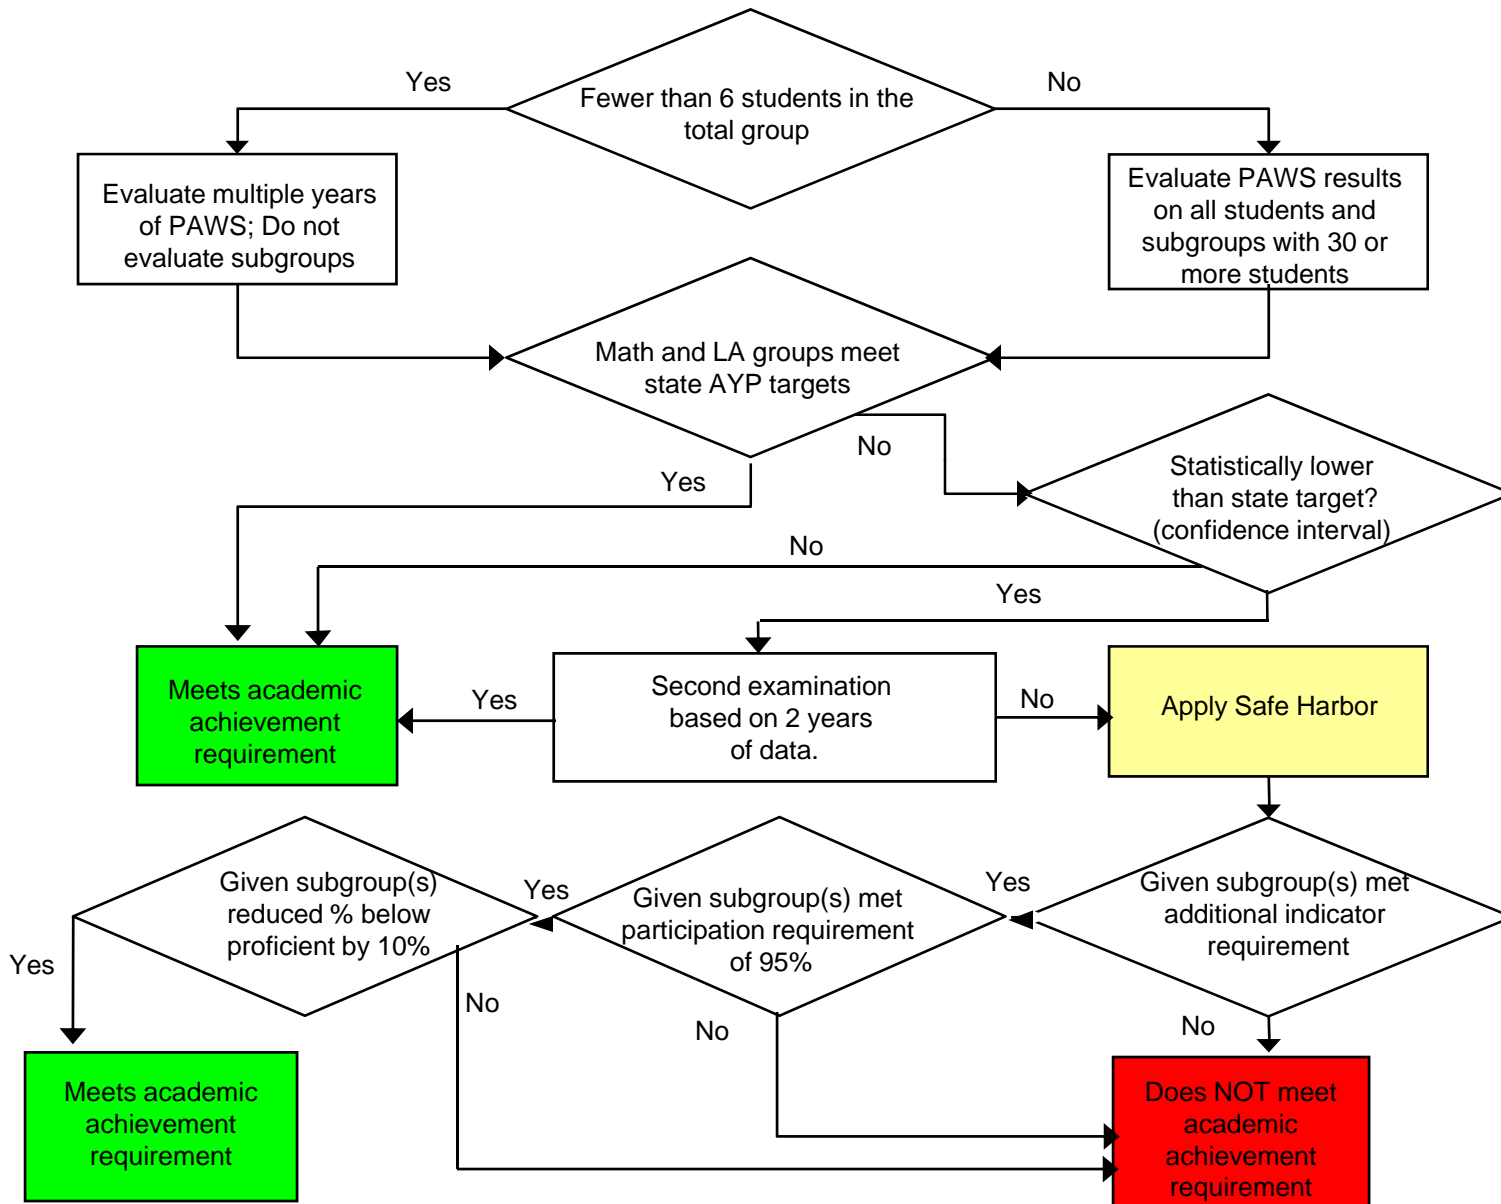 Yes
No
Fewer than 6 students in the
total group
Evaluate multiple years
of PAWS; Do not
evaluate subgroups
Evaluate PAWS results
on all students and
subgroups with 30 or
more students
Math and LA groups meet
state AYP targets
No
Yes
Statistically lower
than state target?
(confidence interval)
No
Yes
Meets academic
achievement
requirement
Yes
Second examination
based on 2 years
of data.
No
Apply Safe Harbor
Given subgroup(s)
reduced % below
proficient by 10%
Yes
Given subgroup(s) met
participation requirement
of 95%
Yes
Given subgroup(s) met
additional indicator
requirement
Yes
No
No
No
Meets academic
achievement
requirement
Does NOT meet
academic
achievement
requirement